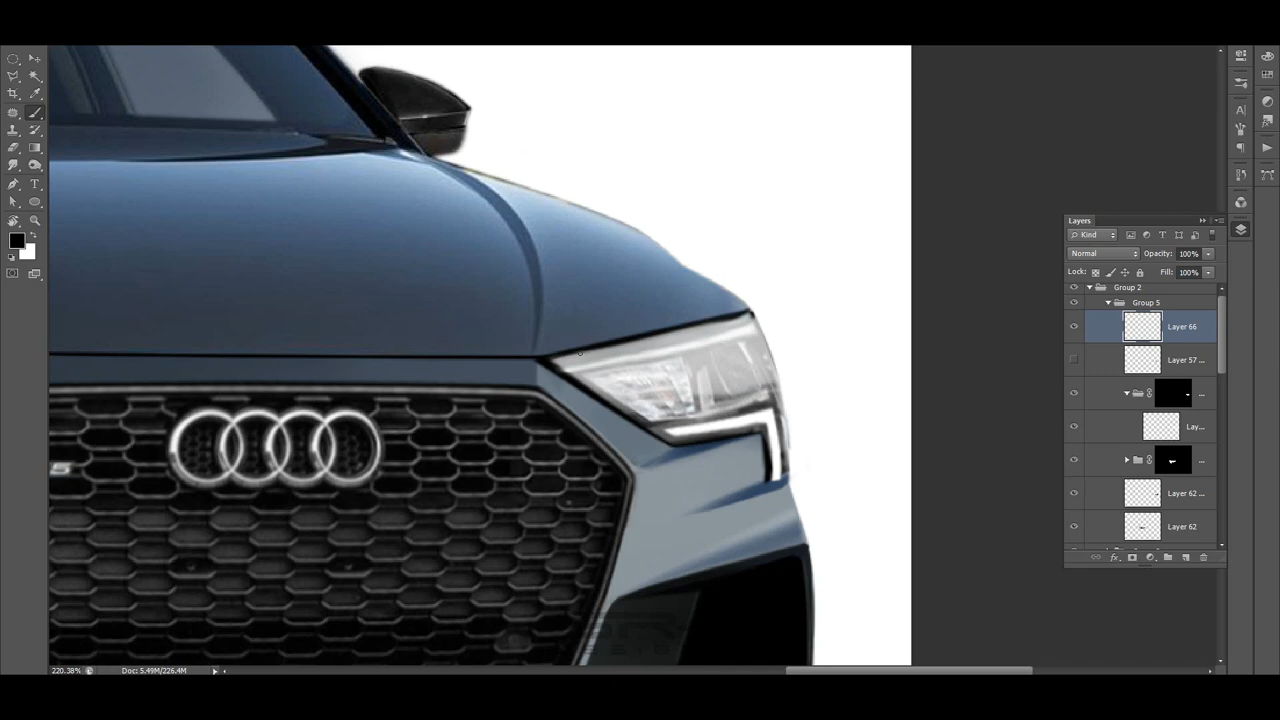 Layers
Kind
Normal Opacity: 100%
Lock: Fill: 100%
Group 2
Group 5
Layer 66
Layer 57 ...
...
Lay...
...
Layer 62 ...
Layer 62
220.38% Doc: 5.49M/226.4M